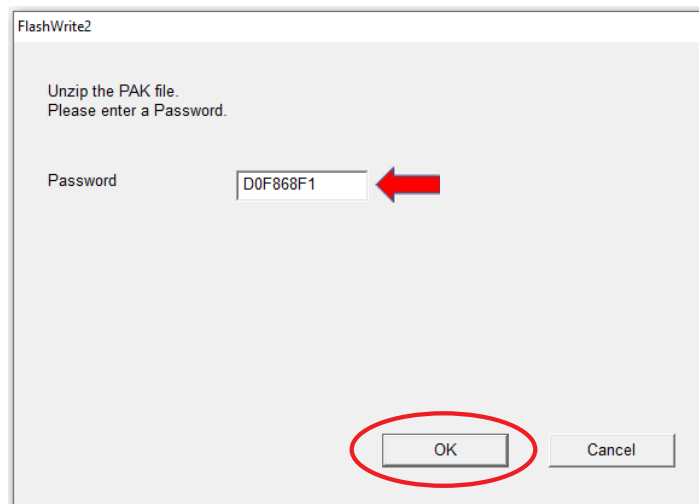 FlashWrite2
Unzip the PAK file.
Please enter a Password.
Password D0F868F1
OK Cancel